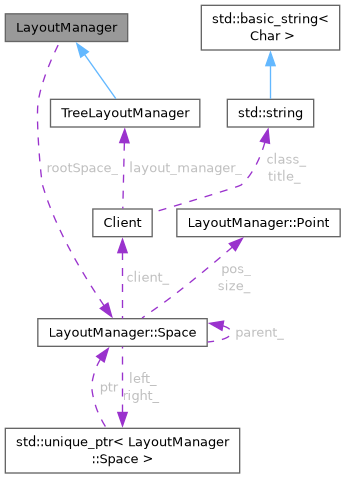 LayoutManager
std::basic_string<
Char >
TreeLayoutManager
std::string
rootSpace_
layout_manager_
class_
title_
Client
LayoutManager::Point
client_
pos_
size_
LayoutManager::Space
parent_
ptr
left_
right_
std::unique_ptr< LayoutManager
::Space >